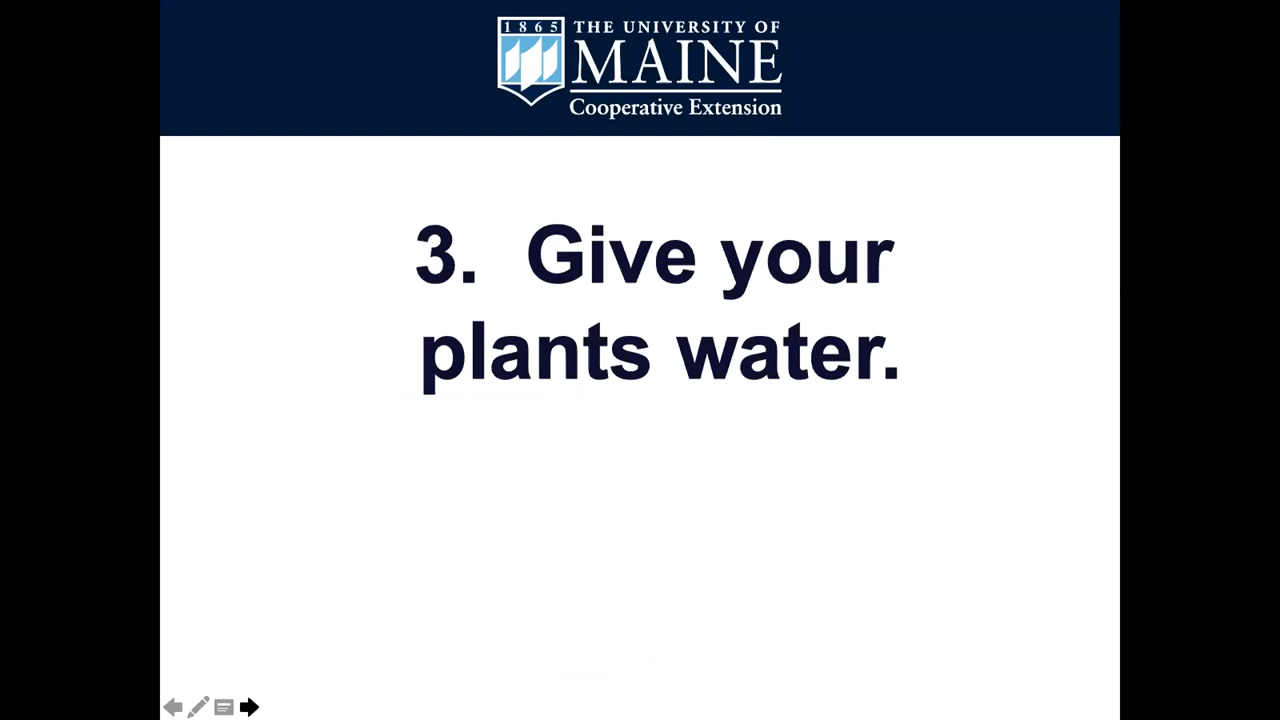 1865
THE UNIVERSITY OF
MAINE
Cooperative Extension
3. Give your
plants water.